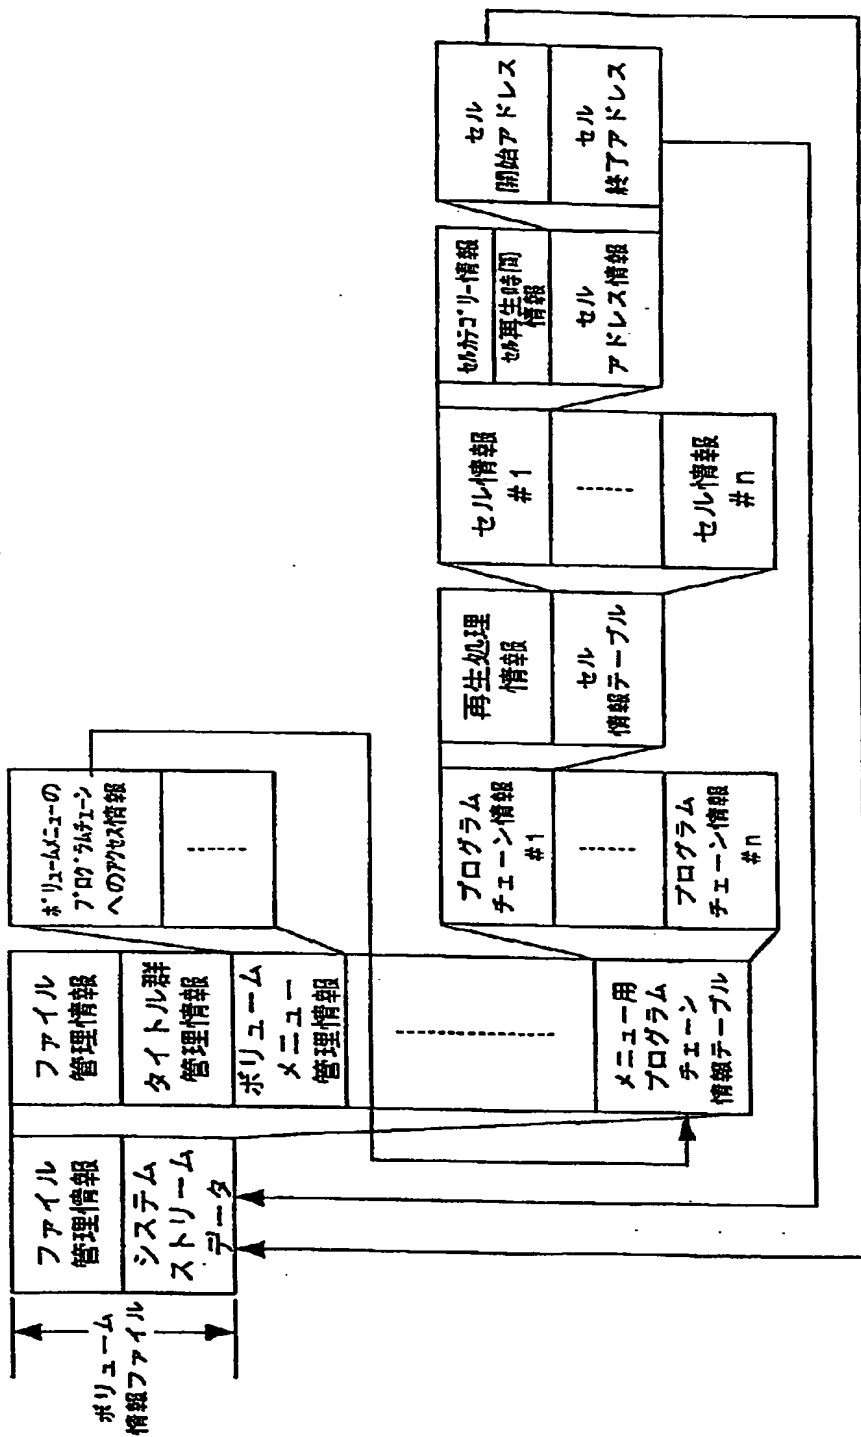 ボリューム
情報ファイル
ファイル
管理情報
システム
ストリーム
データ
ファイル
管理情報
タイトル群
管理情報
ボリューム
メニュー
管理情報
メニュー用
プログラム
チェーン
情報テーブル
ボリュームメニューの
プログラムチェーン
へのアクセス情報
プログラム
チェーン情報
#1
プログラム
チェーン情報
#n
再生処理
情報
セル
情報テーブル
セル情報
#1
セル情報
#n
セルカテゴリー情報
セル再生時間
情報
セル
アドレス情報
セル
開始アドレス
セル
終了アドレス